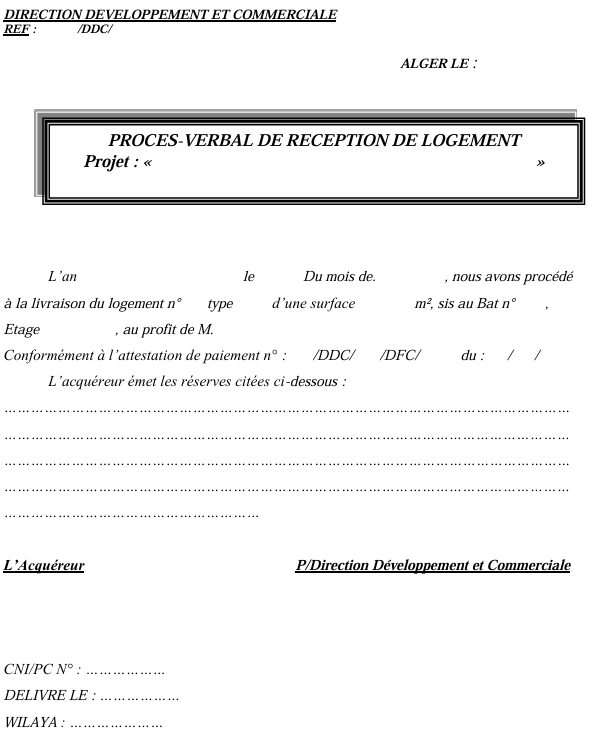 DIRECTION DEVELOPPEMENT ET COMMERCIALE
REF : /DDC/
ALGER LE :
PROCES-VERBAL DE RECEPTION DE LOGEMENT
Projet : « »
L’an le Du mois de. , nous avons procédé
à la livraison du logement n° type d’une surface m², sis au Bat n° ,
Etage , au profit de M.
Conformément à l’attestation de paiement n° : /DDC/ /DFC/ du : / /
L’acquéreur émet les réserves citées ci-dessous :
………………………………………………………………………………………………………………
………………………………………………………………………………………………………………
………………………………………………………………………………………………………………
………………………………………………………………………………………………………………
…………………………………………………
L’Acquéreur P/Direction Développement et Commerciale
CNI/PC N° : ………………
DELIVRE LE : ………………
WILAYA : …………………